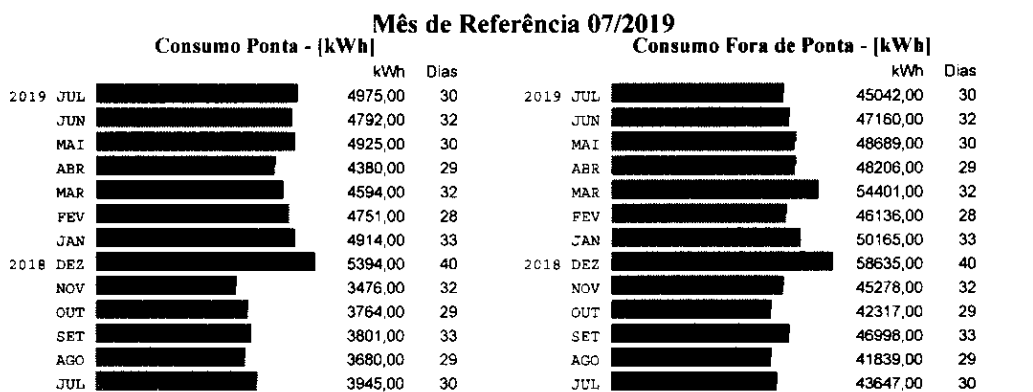 Mês de Referência 07/2019
Consumo Ponta - [kWh]
kWh Dias
2019 JUL 4975,00 30
JUN 4792,00 32
MAI 4925,00 30
ABR 4380,00 29
MAR 4594,00 32
FEV 4751,00 28
JAN 4914,00 33
2018 DEZ 5394,00 40
NOV 3476,00 32
OUT 3764,00 29
SET 3801,00 33
AGO 3680,00 29
JUL 3945,00 30
Consumo Fora de Ponta - [kWh]
kWh Dias
2019 JUL 45042,00 30
JUN 47160,00 32
MAI 48689,00 30
ABR 48206,00 29
MAR 54401,00 32
FEV 46136,00 28
JAN 50165,00 33
2018 DEZ 58635,00 40
NOV 45278,00 32
OUT 42317,00 29
SET 46998,00 33
AGO 41839,00 29
JUL 43647,00 30